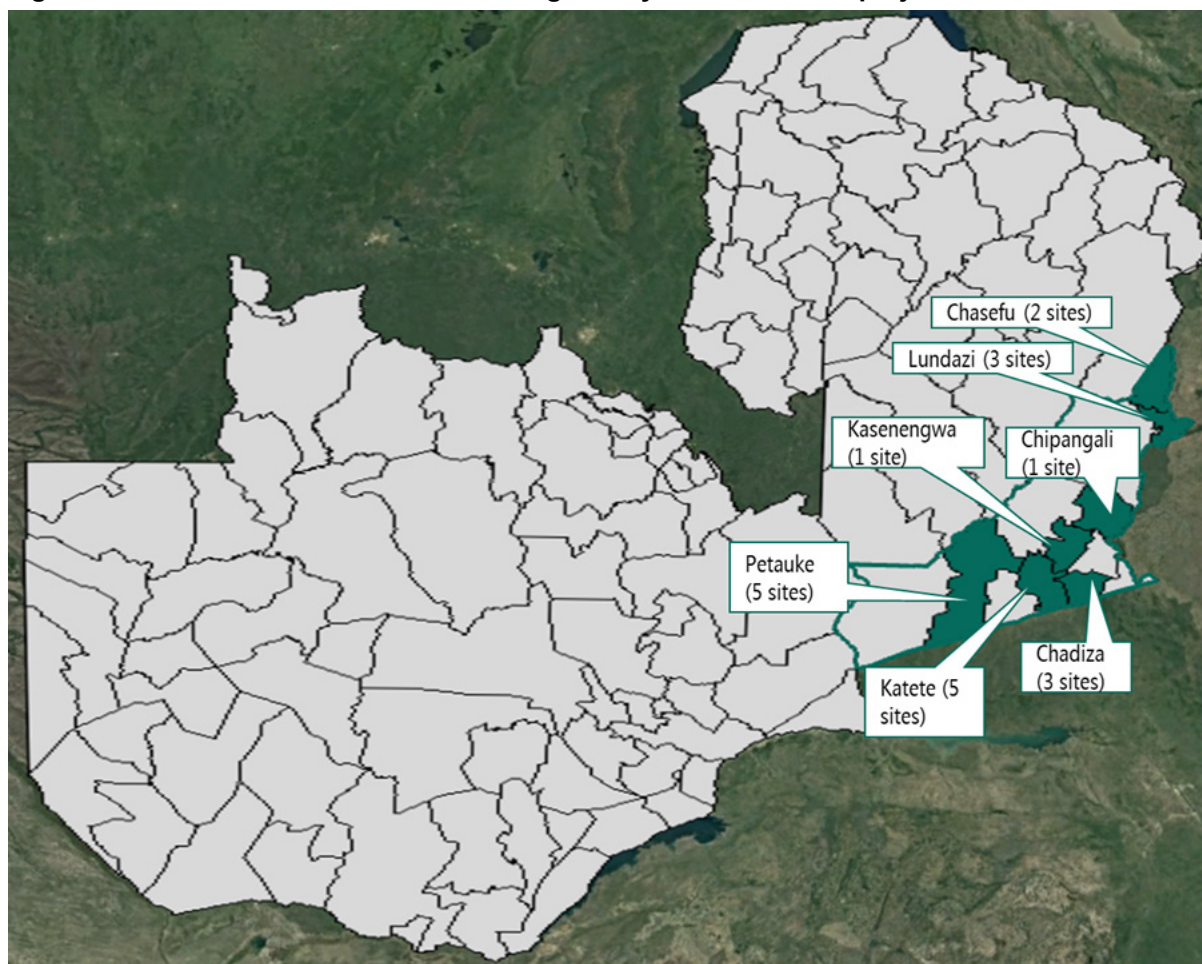 Chasefu (2 sites)
Lundazi (3 sites)
Kasenengwa
(1 site)
Chipangali
(1 site)
Petauke
(5 sites)
Chadiza
(3 sites)
Katete (5
sites)